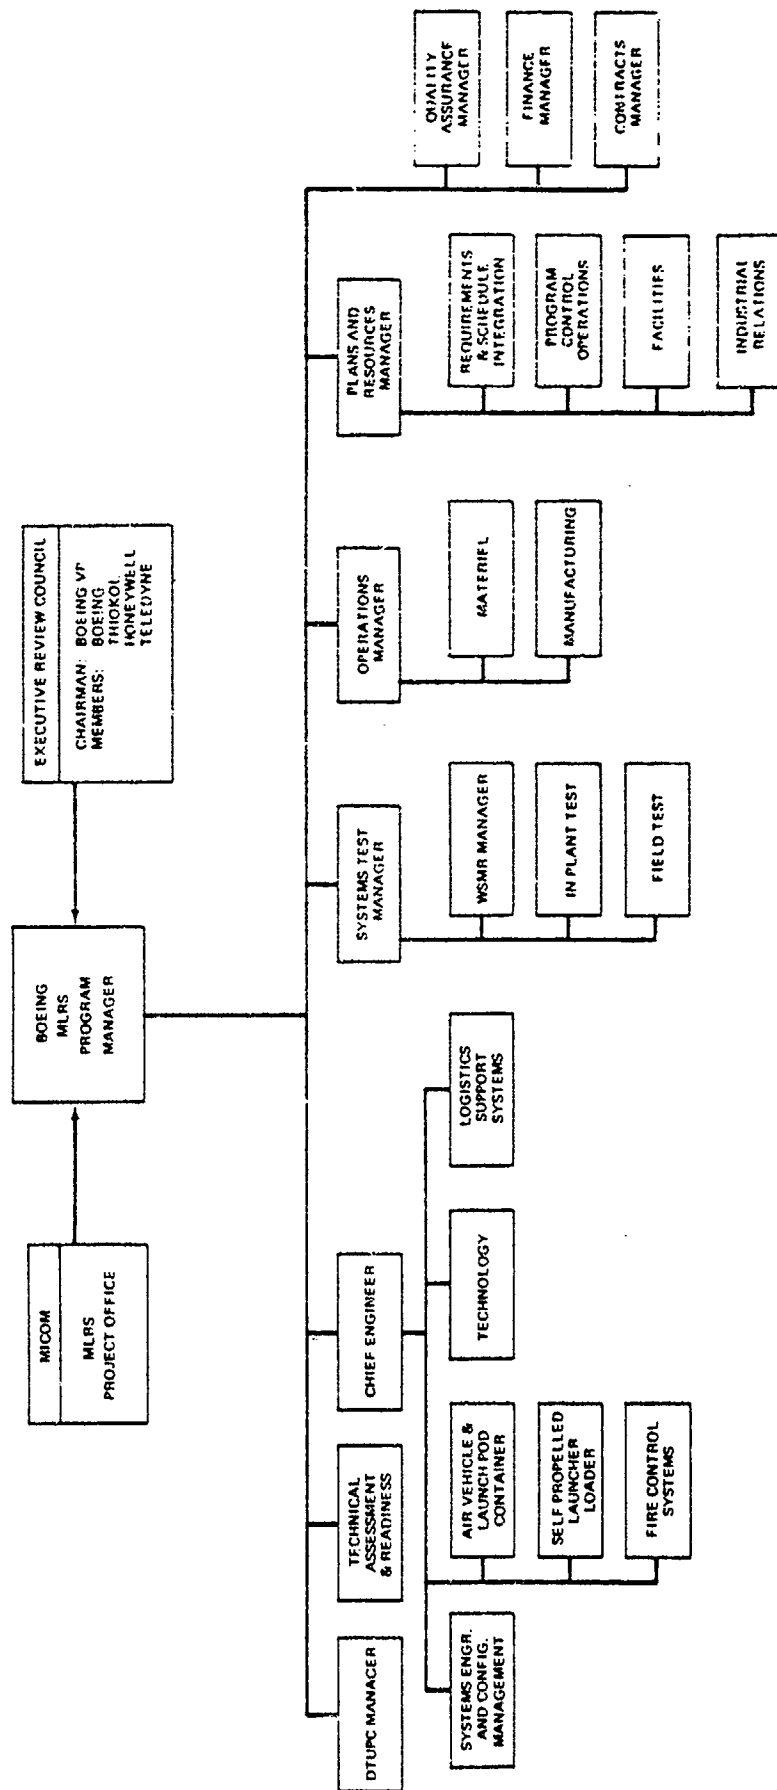 MICOM
MLRS
PROJECT OFFICE
BOEING
MLRS
PROGRAM
MANAGER
EXECUTIVE REVIEW COUNCIL
CHAIRMAN: BOEING VP
MEMBERS: BOEING
THIOKOL
HONEYWELL
TELEDYNE
DTUPC MANAGER
TECHNICAL
ASSESSMENT
& READINESS
CHIEF ENGINEER
SYSTEMS TEST
MANAGER
OPERATIONS
MANAGER
PLANS AND
RESOURCES
MANAGER
QUALITY
ASSURANCE
MANAGER
FINANCE
MANAGER
CONTRACTS
MANAGER
SYSTEMS ENGR.
AND CONFIG.
MANAGEMENT
AIR VEHICLE &
LAUNCH POD
CONTAINER
SELF PROPELLED
LAUNCHER
LOADER
FIRE CONTROL
SYSTEMS
TECHNOLOGY
LOGISTICS
SUPPORT
SYSTEMS
WSMR MANAGER
IN PLANT TEST
FIELD TEST
MATERIEL
MANUFACTURING
REQUIREMENTS
& SCHEDULE
INTEGRATION
PROGRAM
CONTROL
OPERATIONS
FACILITIES
INDUSTRIAL
RELATIONS